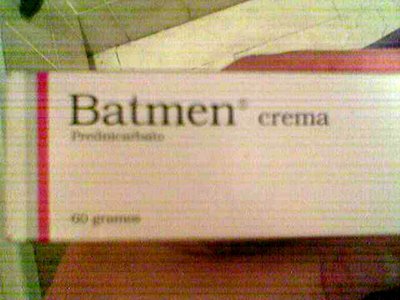 Batmen® crema
Prednicarbato
60 gramos